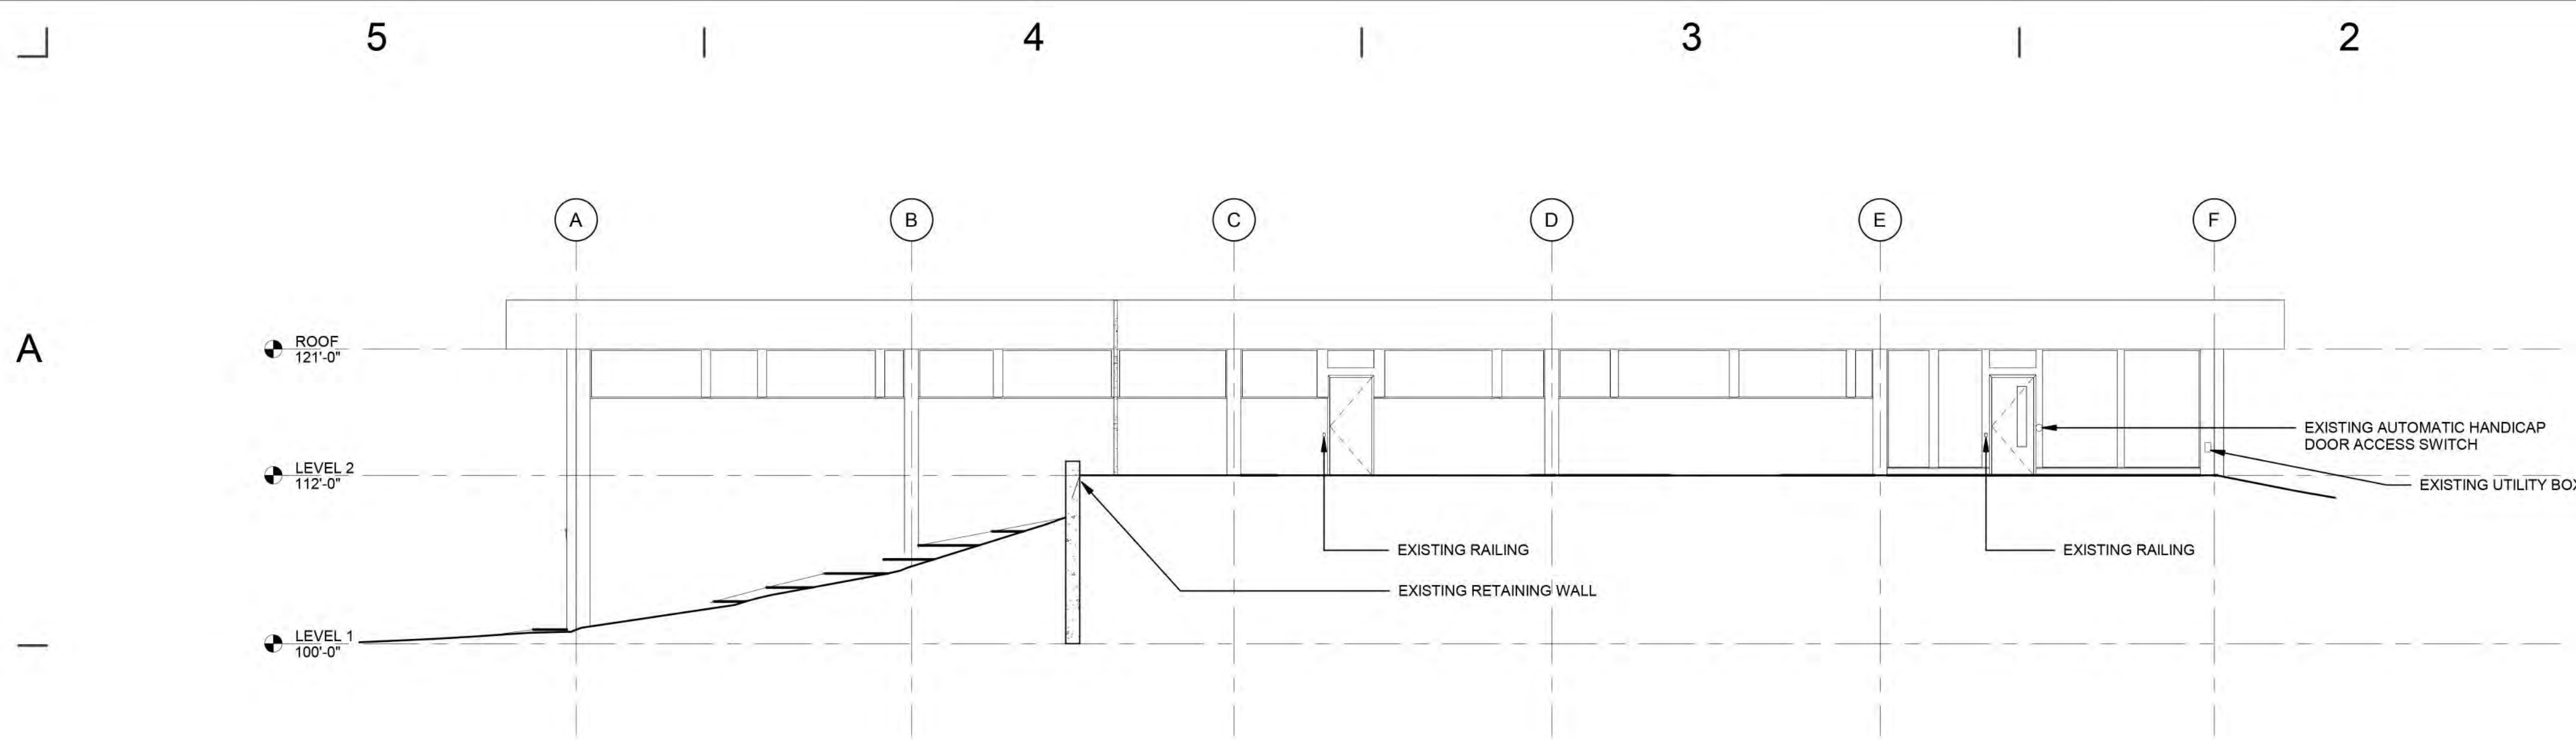 5 4 3 2
A B C D E F
A
ROOF
121'-0"
EXISTING AUTOMATIC HANDICAP
DOOR ACCESS SWITCH
LEVEL 2
112'-0"
EXISTING UTILITY BOX
EXISTING RAILING
EXISTING RAILING
EXISTING RETAINING WALL
LEVEL 1
100'-0"